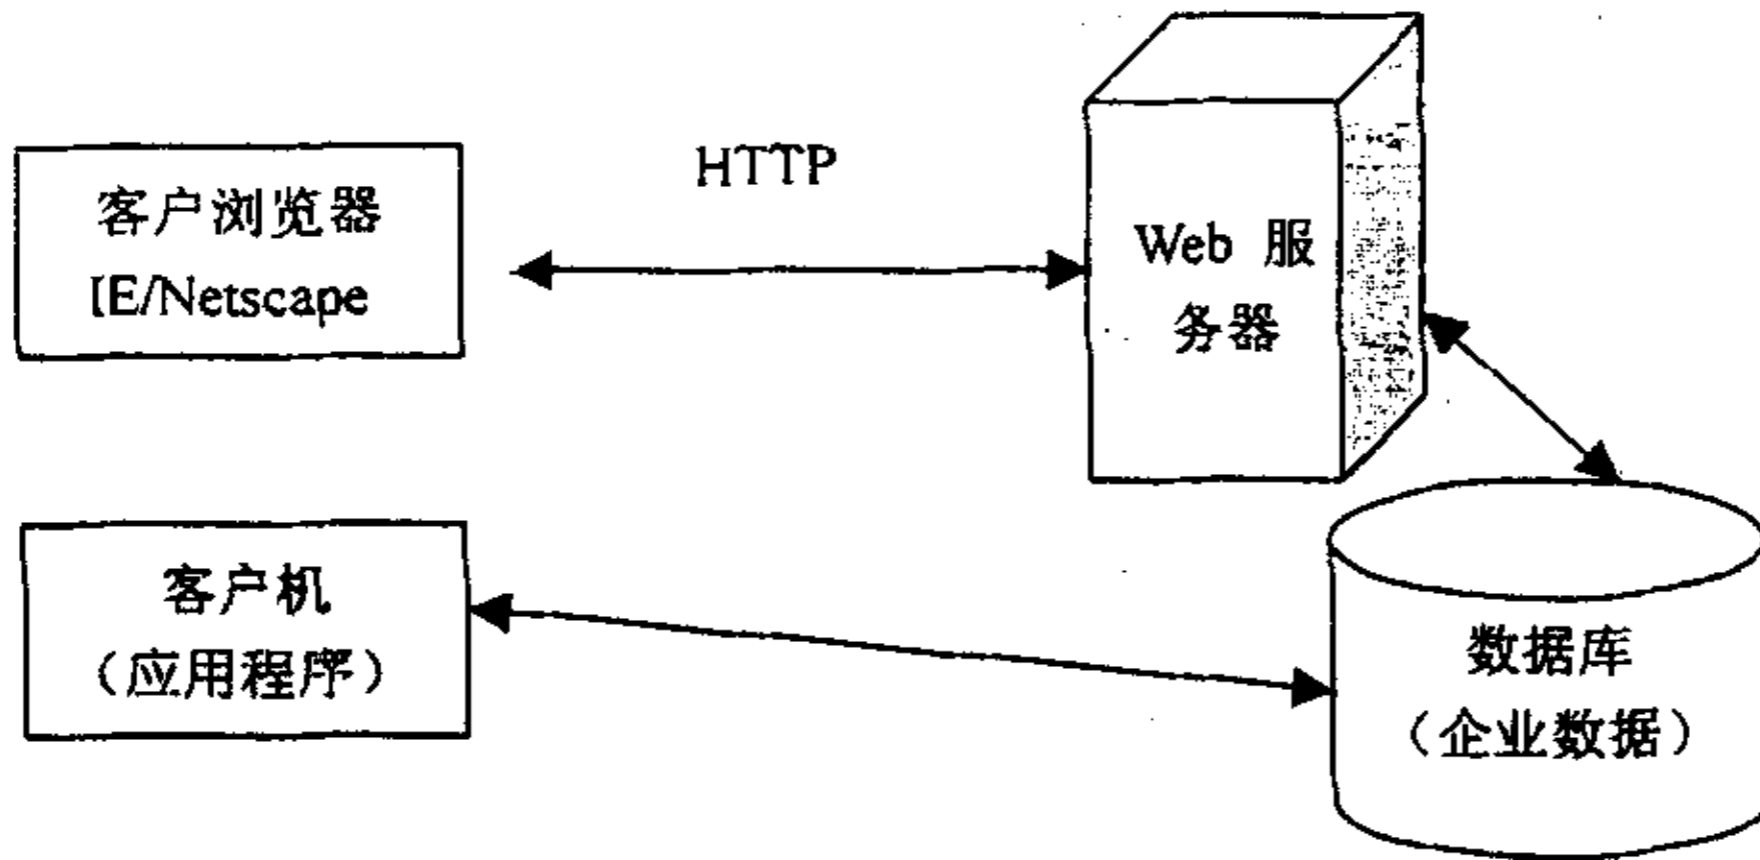 客户浏览器
IE/Netscape
HTTP
Web 服
务器
客户机
（应用程序）
数据库
（企业数据）